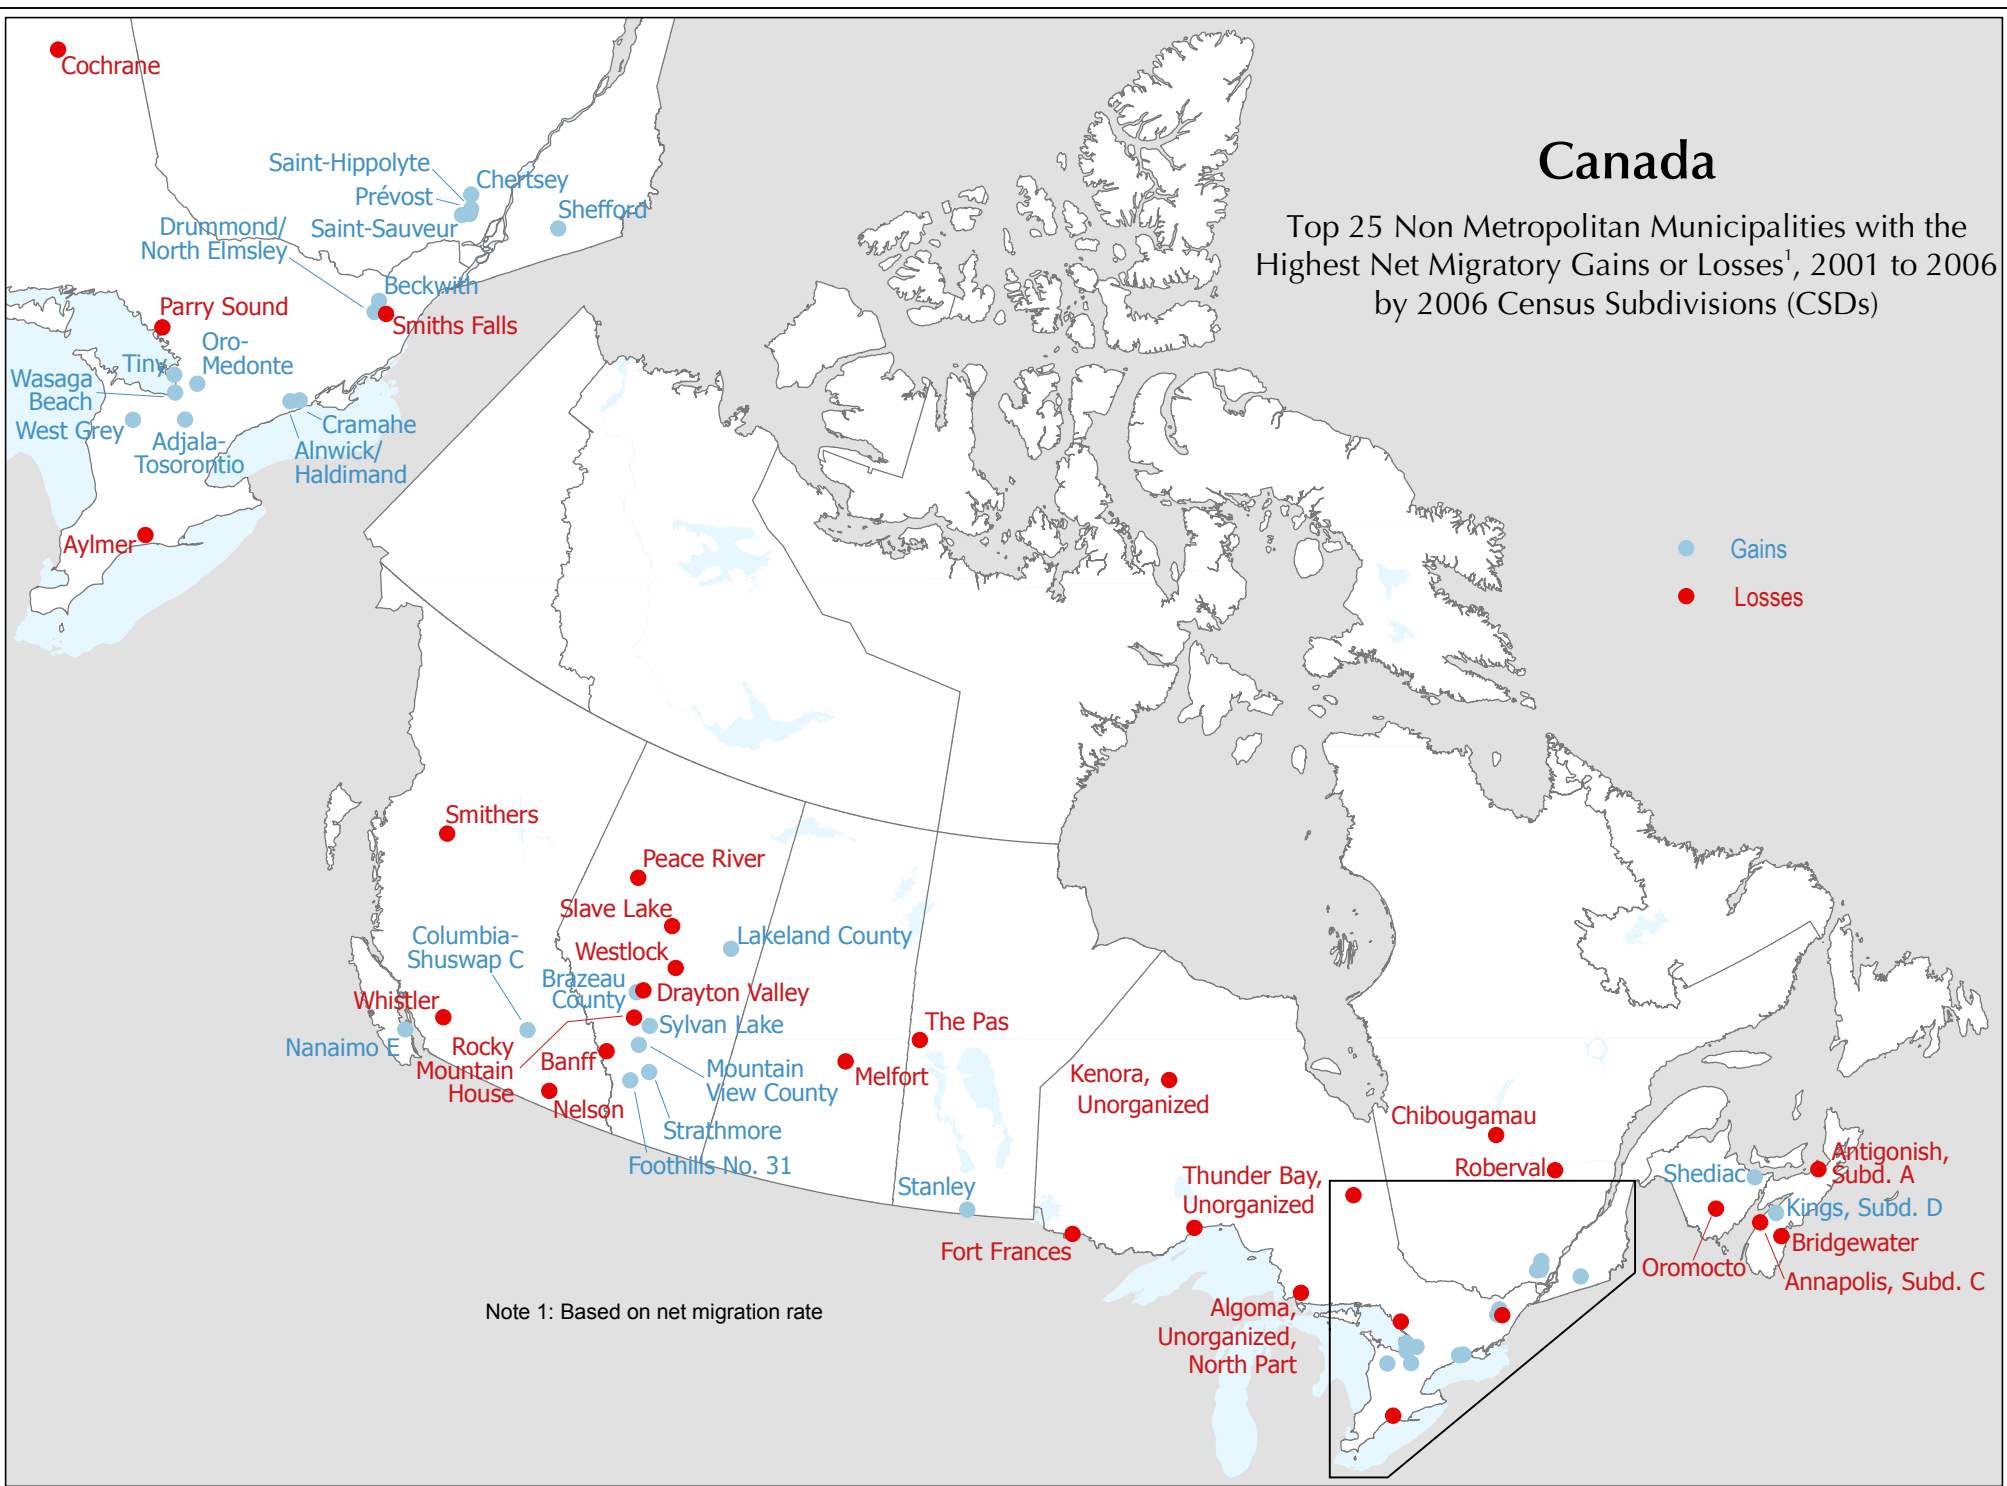 Canada
Top 25 Non Metropolitan Municipalities with the
Highest Net Migratory Gains or Losses¹, 2001 to 2006
by 2006 Census Subdivisions (CSDs)
Gains
Losses
Cochrane
Saint-Hippolyte
Chertsey
Prévost
Shefford
Saint-Sauveur
Drummond/
North Elmsley
Beckwith
Smiths Falls
Parry Sound
Oro-
Medonte
Tiny
Wasaga
Beach
West Grey
Adjala-
Tosorontio
Cramahe
Alnwick/
Haldimand
Aylmer
Smithers
Peace River
Slave Lake
Lakeland County
Westlock
Columbia-
Shuswap C
Brazeau
County
Drayton Valley
Whistler
Sylvan Lake
Nanaimo E
Rocky
Mountain
House
Banff
Mountain
View County
Nelson
Strathmore
Foothills No. 31
The Pas
Melfort
Stanley
Kenora,
Unorganized
Fort Frances
Thunder Bay,
Unorganized
Algoma,
Unorganized,
North Part
Chibougamau
Roberval
Shediac
Antigonish,
Subd. A
Kings, Subd. D
Bridgewater
Oromocto
Annapolis, Subd. C
Note 1: Based on net migration rate